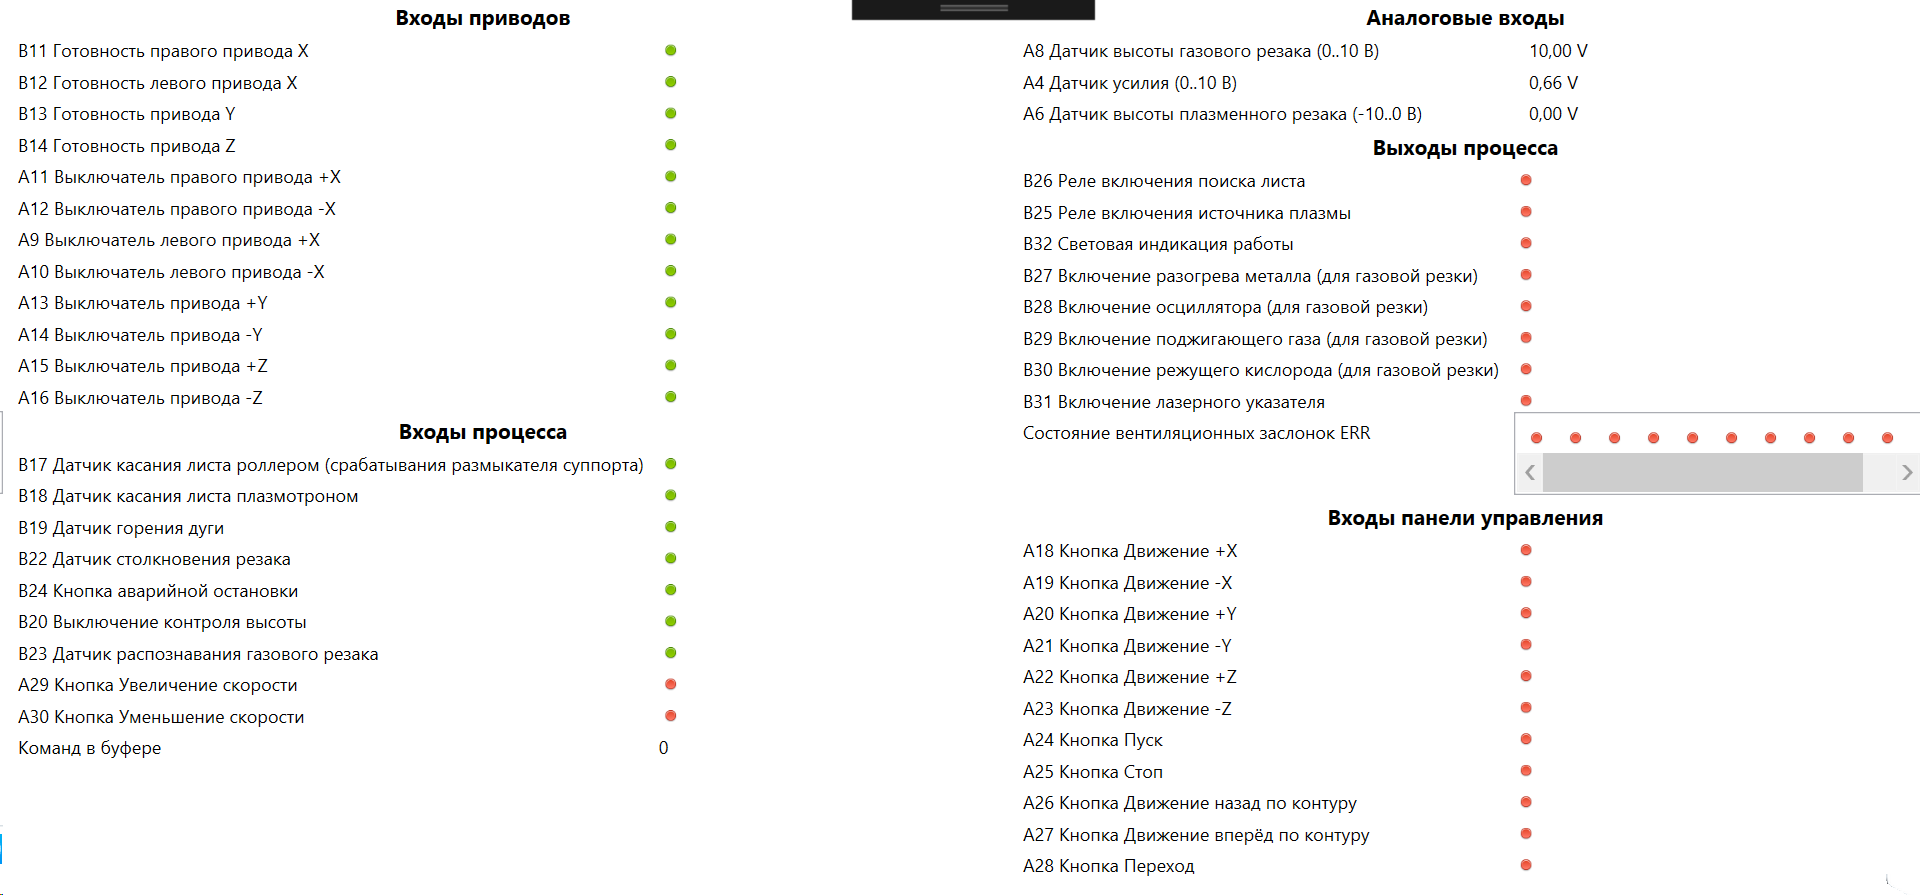 Входы приводов
B11 Готовность правого привода X
B12 Готовность левого привода X
B13 Готовность привода Y
B14 Готовность привода Z
A11 Выключатель правого привода +X
A12 Выключатель правого привода -X
A9 Выключатель левого привода +X
A10 Выключатель левого привода -X
A13 Выключатель привода +Y
A14 Выключатель привода -Y
A15 Выключатель привода +Z
A16 Выключатель привода -Z
Входы процесса
B17 Датчик касания листа роллером (срабатывания размыкателя суппорта)
B18 Датчик касания листа плазмотроном
B19 Датчик горения дуги
B22 Датчик столкновения резака
B24 Кнопка аварийной остановки
B20 Выключение контроля высоты
B23 Датчик распознавания газового резака
A29 Кнопка Увеличение скорости
A30 Кнопка Уменьшение скорости
Команд в буфере 0
Аналоговые входы
A8 Датчик высоты газового резака (0..10 В) 10,00 V
A4 Датчик усилия (0..10 В) 0,66 V
A6 Датчик высоты плазменного резака (-10..0 В) 0,00 V
Выходы процесса
B26 Реле включения поиска листа
B25 Реле включения источника плазмы
B32 Световая индикация работы
B27 Включение разогрева металла (для газовой резки)
B28 Включение осциллятора (для газовой резки)
B29 Включение поджигающего газа (для газовой резки)
B30 Включение режущего кислорода (для газовой резки)
B31 Включение лазерного указателя
Состояние вентиляционных заслонок ERR
Входы панели управления
A18 Кнопка Движение +X
A19 Кнопка Движение -X
A20 Кнопка Движение +Y
A21 Кнопка Движение -Y
A22 Кнопка Движение +Z
A23 Кнопка Движение -Z
A24 Кнопка Пуск
A25 Кнопка Стоп
A26 Кнопка Движение назад по контуру
A27 Кнопка Движение вперёд по контуру
A28 Кнопка Переход